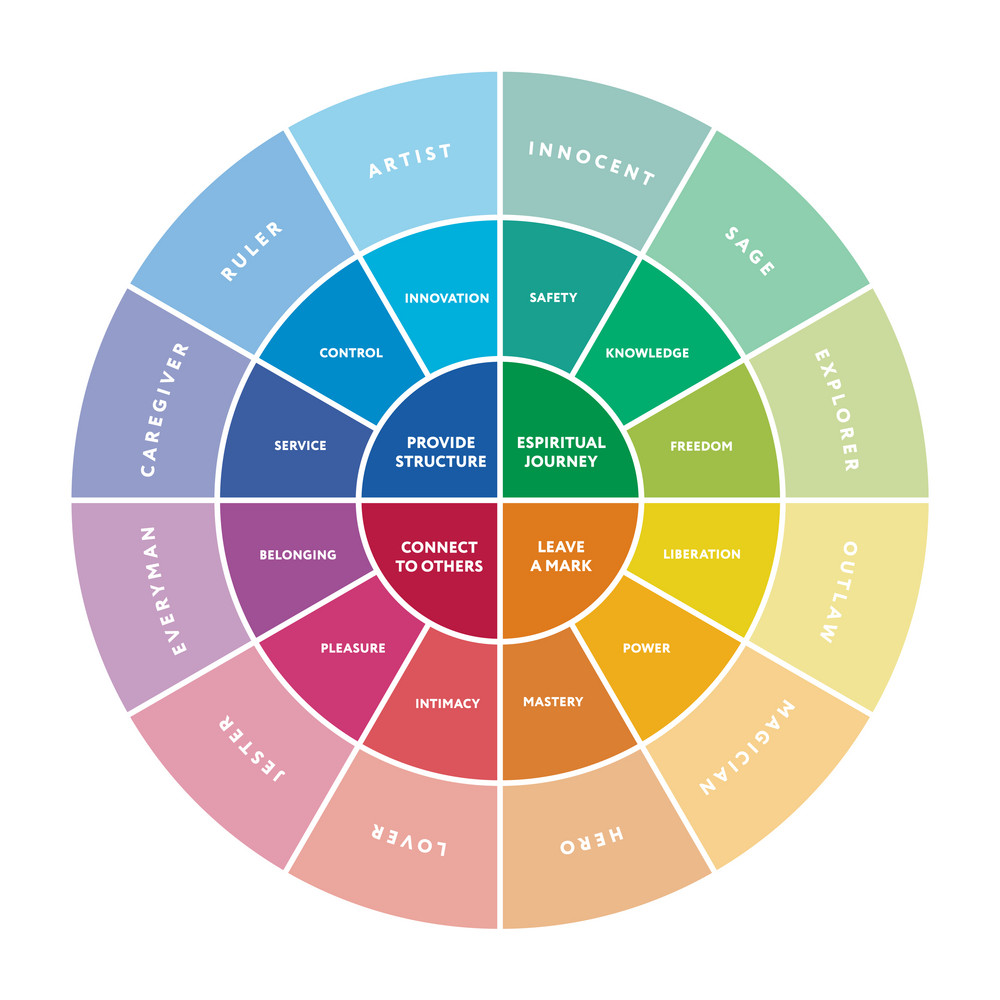 ARTIST
INNOCENT
RULER
SAGE
CAREGIVER
EXPLORER
INNOVATION
SAFETY
CONTROL
KNOWLEDGE
SERVICE
FREEDOM
PROVIDE
STRUCTURE
ESPIRITUAL
JOURNEY
CONNECT
TO OTHERS
LEAVE
A MARK
BELONGING
LIBERATION
PLEASURE
POWER
INTIMACY
MASTERY
EVERYMAN
OUTLAW
JESTER
MAGICIAN
LOVER
HERO